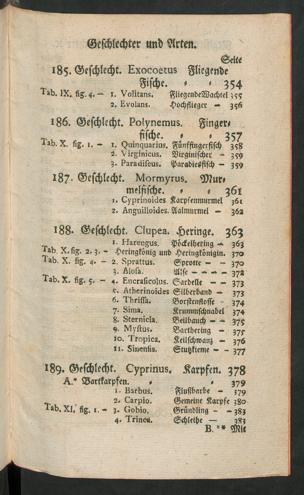 Geschlechter und Arten.
Seite
185. Geschlecht. Exocoetus Fliegende
Fische. 354
Tab. IX. fig. 4. – 1. Volitans. FliegendeWachtel 355
2. Evolans. Hochflieger – 356
186. Geschlecht. Polynemus. Finger-
fische. 357
Tab. X. fig. 1. – 1. Quinquarius. Fünffingerfisch 358
2. Virginicus. Virginischer – 359
3. Paradiseus. Paradiesfisch – 359
187. Geschlecht. Mormyrus. Mur-
melfische. 361
1. Cyprinoides Karpfenmurmel 361
2. Anguilloides. Aalmurmel – 362
188. Geschlecht. Clupea. Heringe. 363
1. Harengus. Pöckelhering – 363
Tab. X. fig. 2. 3. – Heringkönig und Heringkönigin. 370
Tab. X. fig. 4. – 2. Sprattus. Sprotte – – 370
3. Alosa. Alse – – – – 372
Tab. X. fig. 5. – 4. Encrasicolus. Sardelle – – 373
5. Atherinoides Silberband – 373
6. Thrissa. Borstenflosse – 374
7. Sima. Krummschnabel 374
8. Sternicla. Beilbauch – – 375
9. Mystus. Barthering – 375
10. Tropica. Keilschwanz – 376
11. Sinensis. Stutzkieme – – 377
189. Geschlecht. Cyprinus. Karpfen. 378
A.* Bartkarpfen. 379
1. Barbus. Flußbarbe – 379
2. Carpio. Gemeine Karpfe 380
Tab. XI. fig. 1. – 3. Gobio. Gründling – – 383
4. Tinca. Schleihe – – 383
B. ** Mit